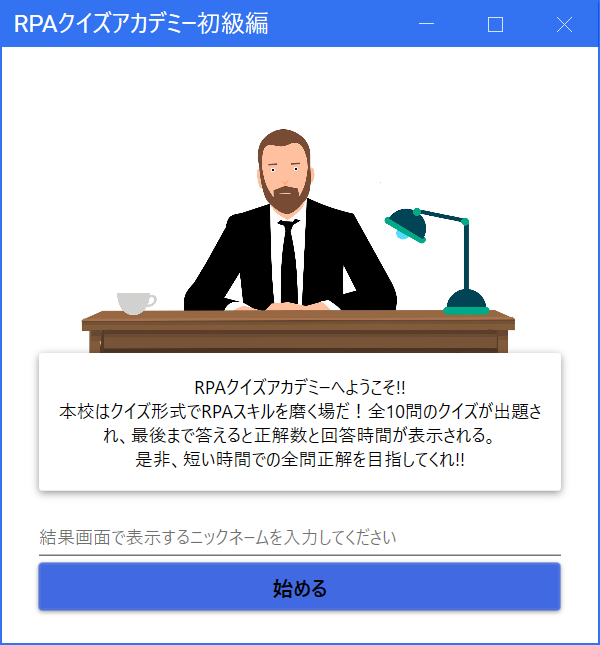 RPAクイズアカデミー初級編
RPAクイズアカデミーへようこそ!!
本校はクイズ形式でRPAスキルを磨く場だ！全10問のクイズが出題さ
れ、最後まで答えると正解数と回答時間が表示される。
是非、短い時間での全問正解を目指してくれ!!
結果画面で表示するニックネームを入力してください
始める